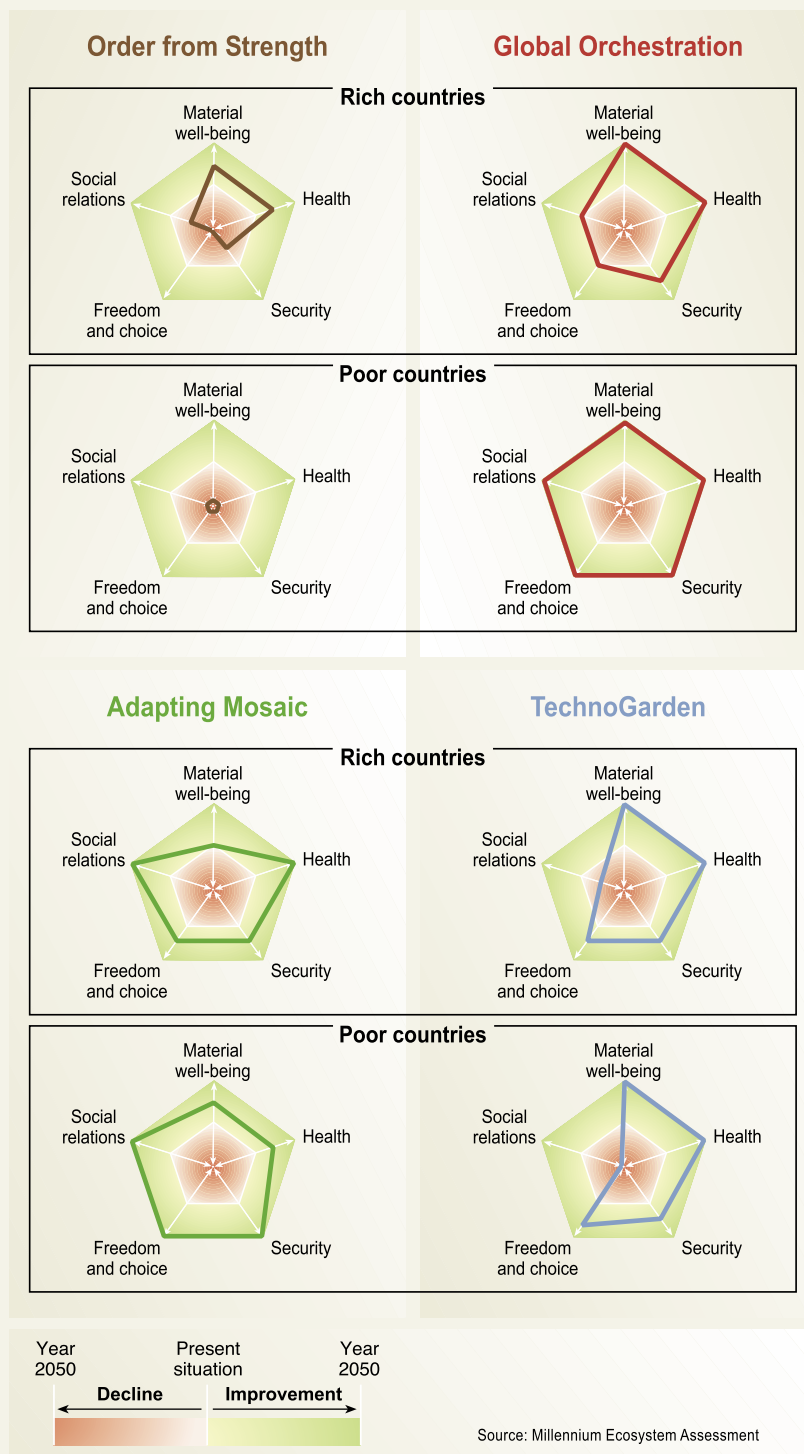 Order from Strength
Global Orchestration
Rich countries
Material
well-being
Social
relations
Health
Freedom
and choice
Security
Material
well-being
Social
relations
Health
Freedom
and choice
Security
Poor countries
Material
well-being
Social
relations
Health
Freedom
and choice
Security
Material
well-being
Social
relations
Health
Freedom
and choice
Security
Adapting Mosaic
TechnoGarden
Rich countries
Material
well-being
Social
relations
Health
Freedom
and choice
Security
Material
well-being
Social
relations
Health
Freedom
and choice
Security
Poor countries
Material
well-being
Social
relations
Health
Freedom
and choice
Security
Material
well-being
Social
relations
Health
Freedom
and choice
Security
Year
2050
Present
situation
Year
2050
Decline
Improvement
Source: Millennium Ecosystem Assessment